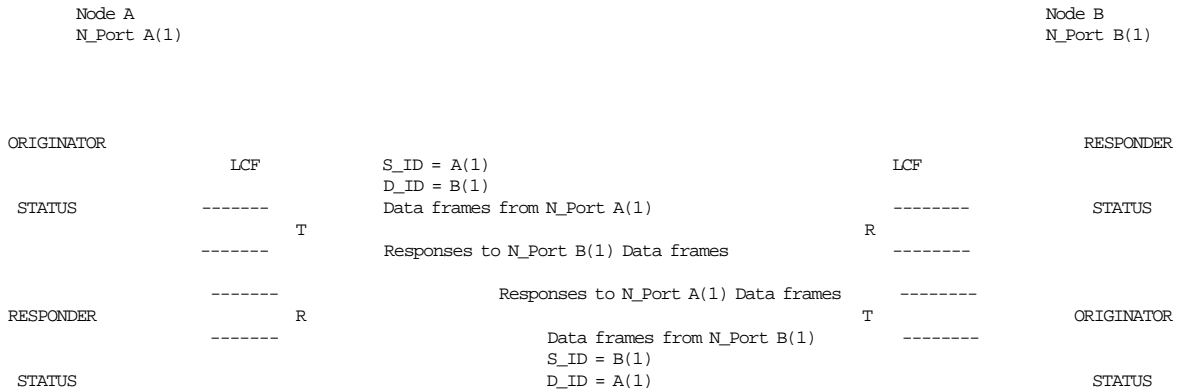 Node A Node B
N_Port A(1) N_Port B(1)
ORIGINATOR RESPONDER
LCF S_ID = A(1) LCF
D_ID = B(1)
STATUS ------- Data frames from N_Port A(1) -------- STATUS
T R
------- Responses to N_Port B(1) Data frames --------
------- Responses to N_Port A(1) Data frames --------
RESPONDER R T ORIGINATOR
------- Data frames from N_Port B(1) --------
S_ID = B(1)
STATUS D_ID = A(1) STATUS